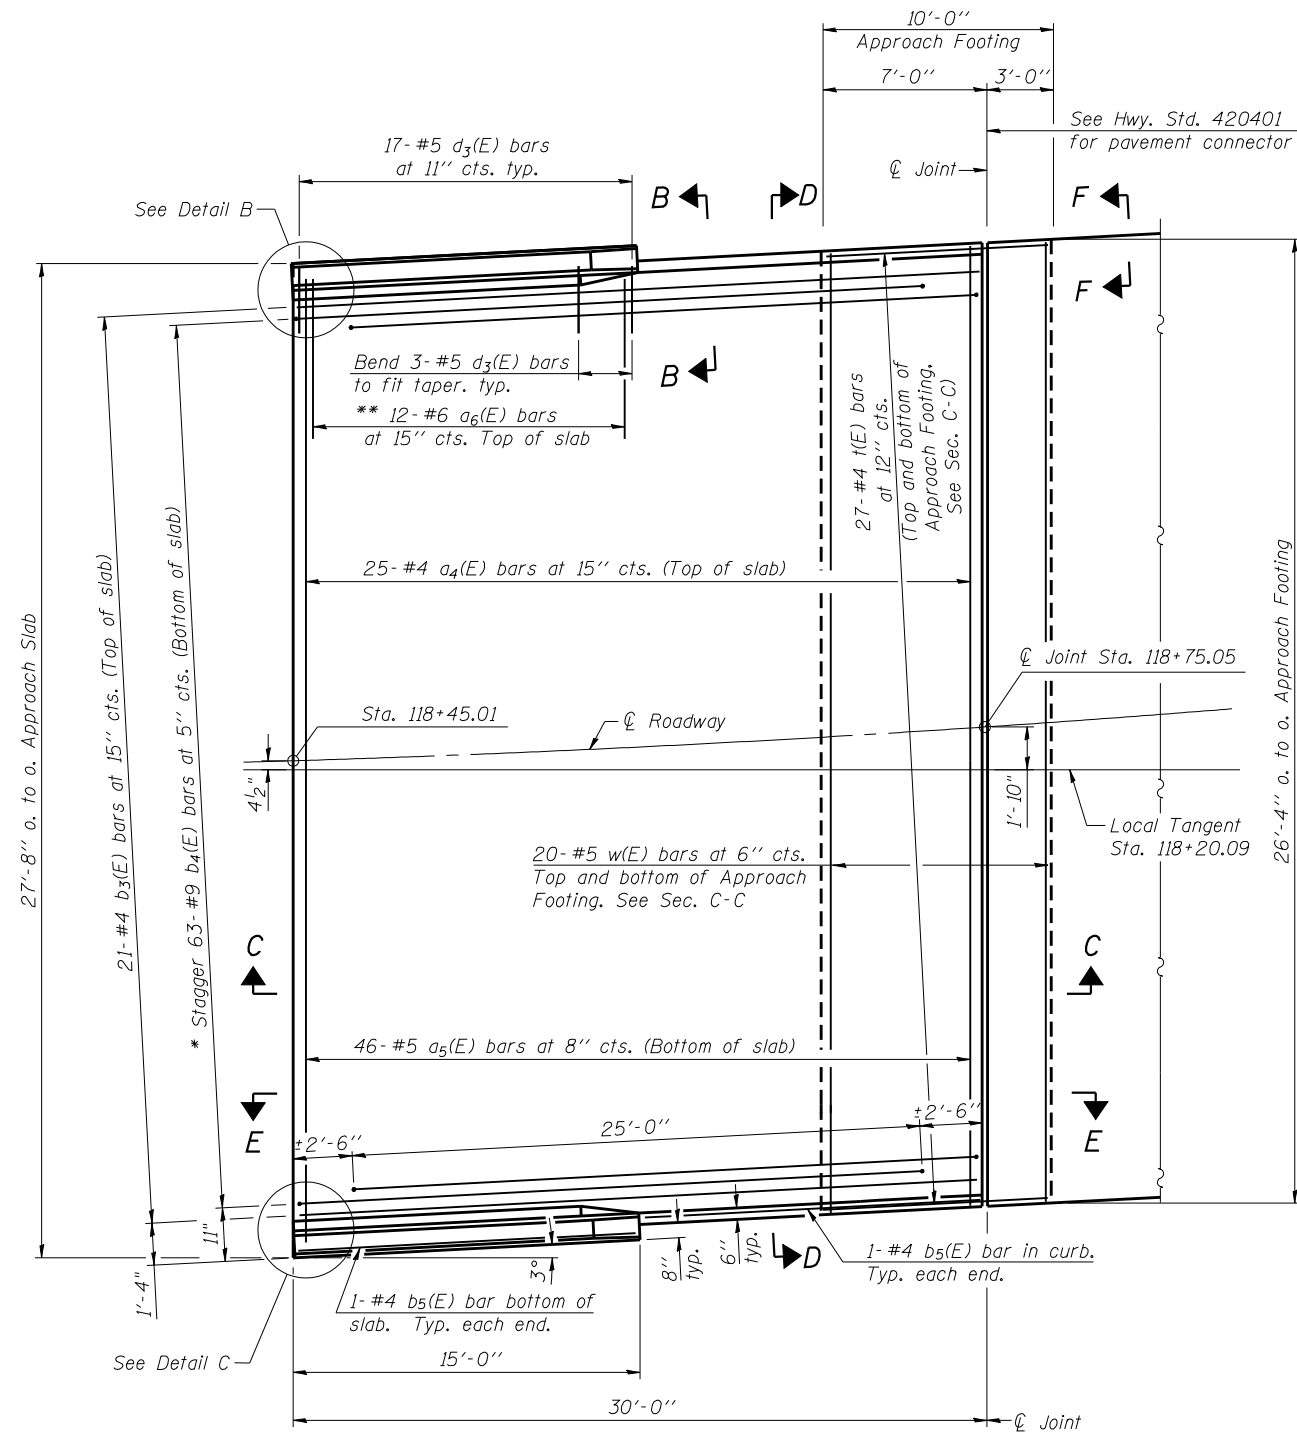 10'-0"
Approach Footing
7'-0"
3'-0"
See Hwy. Std. 420401
for pavement connector
℄ Joint
17-#5 d3(E) bars
at 11" cts. typ.
See Detail B
B
D
F
F
B
Bend 3-#5 d3(E) bars
to fit taper. typ.
** 12-#6 a6(E) bars
at 15" cts. Top of slab
27-#4 t(E) bars
at 12" cts.
(Top and bottom of
Approach Footing.
See Sec. C-C)
25-#4 a4(E) bars at 15" cts. (Top of slab)
27'-8" o. to o. Approach Slab
21-#4 b3(E) bars at 15" cts. (Top of slab)
* Stagger 63-#9 b4(E) bars at 5" cts. (Bottom of slab)
26'-4" o. to o. Approach Footing
℄ Joint Sta. 118+75.05
Sta. 118+45.01
℄ Roadway
4½"
1'-10"
Local Tangent
Sta. 118+20.09
20-#5 w(E) bars at 6" cts.
Top and bottom of Approach
Footing. See Sec. C-C
C
C
46-#5 a5(E) bars at 8" cts. (Bottom of slab)
E
E
±2'-6"
25'-0"
±2'-6"
11"
1'-4"
3°
8"
typ.
6"
typ.
D
1-#4 b5(E) bar in curb.
Typ. each end.
1-#4 b5(E) bar bottom of
slab. Typ. each end.
See Detail C
15'-0"
30'-0"
℄ Joint